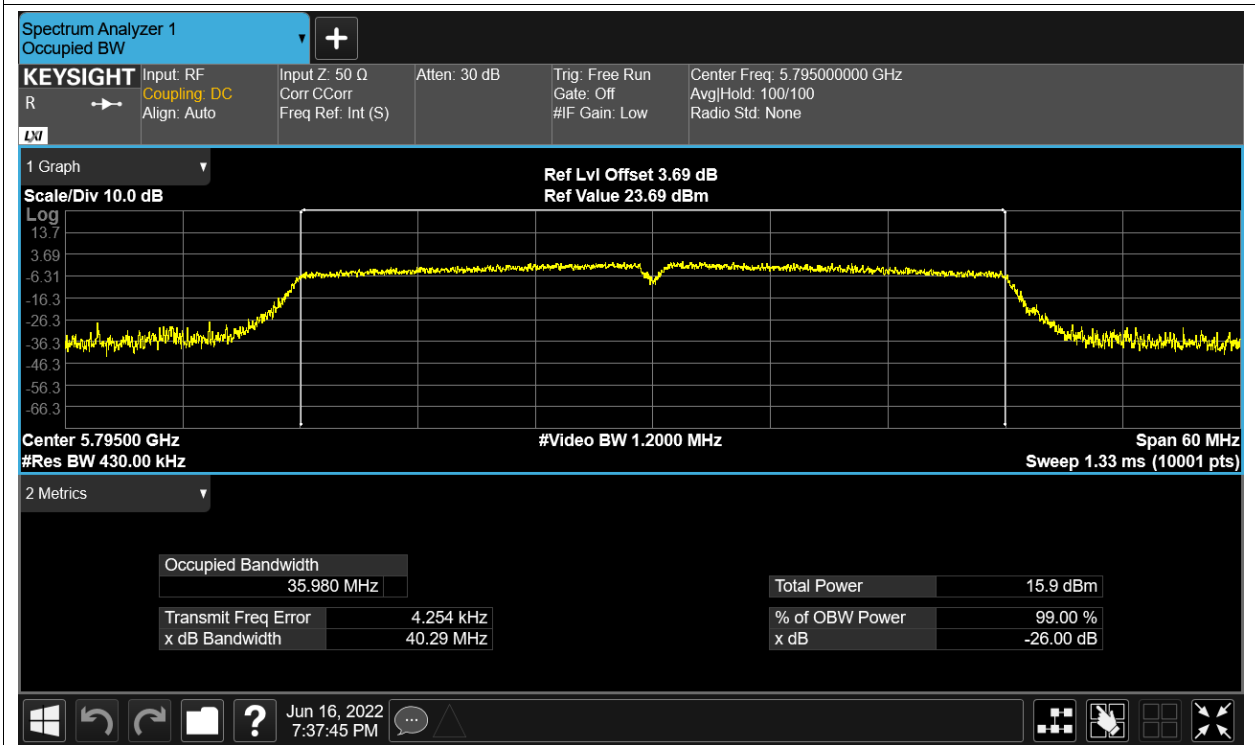 Spectrum Analyzer 1
Occupied BW
KEYSIGHT
R
LXI
Input: RF
Coupling: DC
Align: Auto
Input Z: 50 Ω
Corr CCorr
Freq Ref: Int (S)
Atten: 30 dB
Trig: Free Run
Gate: Off
#IF Gain: Low
Center Freq: 5.795000000 GHz
Avg|Hold: 100/100
Radio Std: None
1 Graph
Scale/Div 10.0 dB
Ref Lvl Offset 3.69 dB
Ref Value 23.69 dBm
Log
13.7
3.69
-6.31
-16.3
-26.3
-36.3
-46.3
-56.3
-66.3
Center 5.79500 GHz
#Video BW 1.2000 MHz
Span 60 MHz
#Res BW 430.00 kHz
Sweep 1.33 ms (10001 pts)
2 Metrics
Occupied Bandwidth
35.980 MHz
Total Power 15.9 dBm
Transmit Freq Error 4.254 kHz
% of OBW Power 99.00 %
x dB Bandwidth 40.29 MHz
x dB -26.00 dB
?
Jun 16, 2022
7:37:45 PM